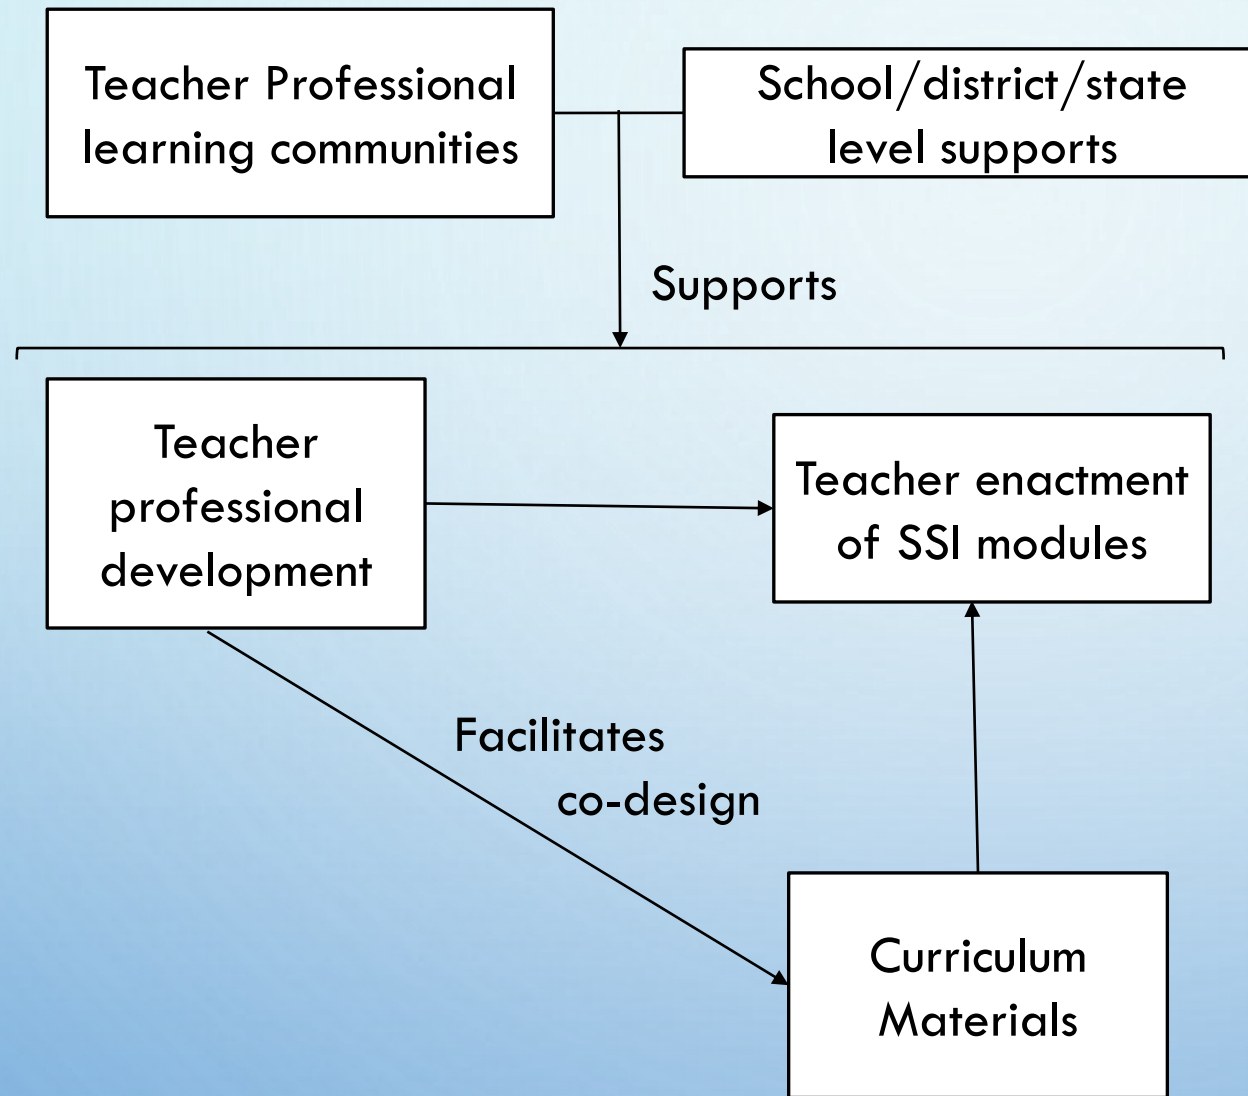 Teacher Professional
learning communities
School/district/state
level supports
Supports
Teacher
professional
development
Teacher enactment
of SSI modules
Facilitates
co-design
Curriculum
Materials